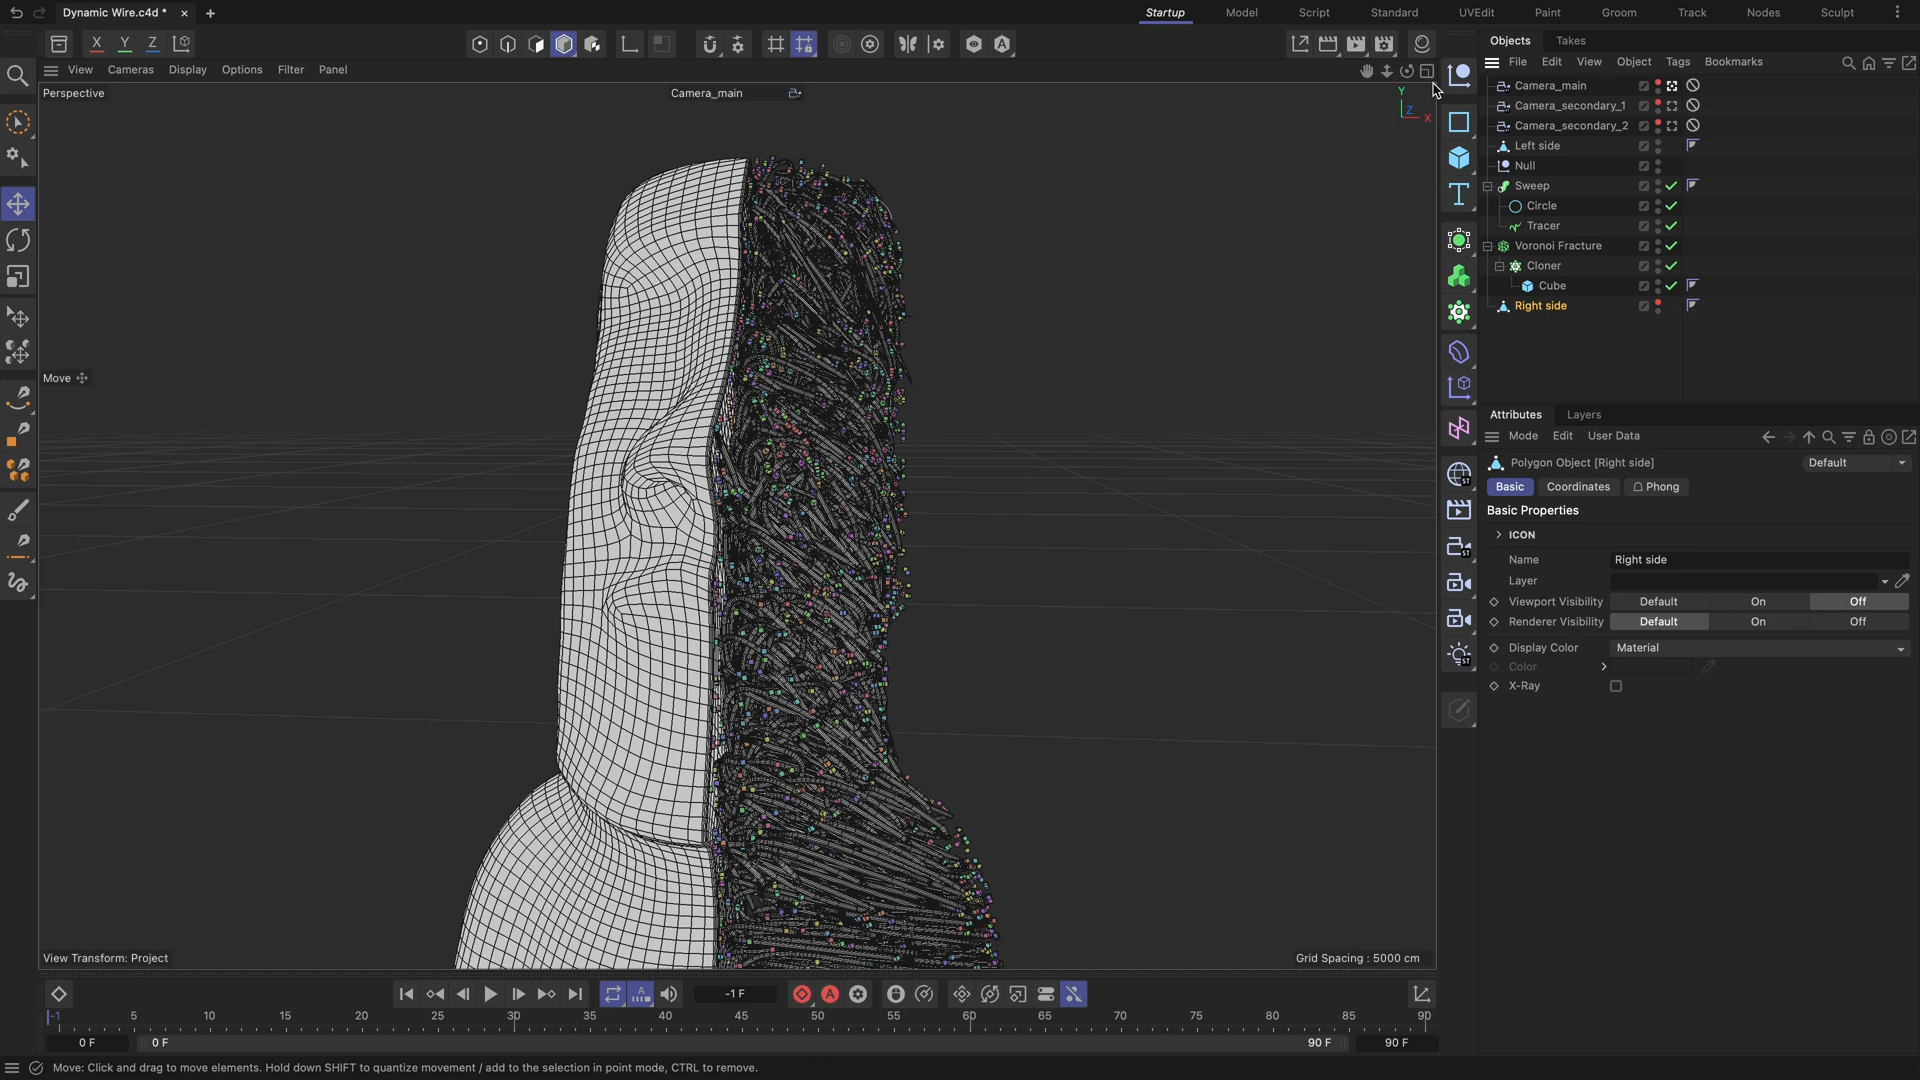 Dynamic Wire.c4d *
Startup Model Script Standard UVEdit Paint Groom Track Nodes Sculpt
X Y Z
View Cameras Display Options Filter Panel
Perspective
Camera_main
Y
Z
X
Move
View Transform: Project
Grid Spacing : 5000 cm
Objects Takes
File Edit View Object Tags Bookmarks
Camera_main
Camera_secondary_1
Camera_secondary_2
Left side
Null
Sweep
Circle
Tracer
Voronoi Fracture
Cloner
Cube
Right side
ST
ST
ST
Attributes Layers
Mode Edit User Data
Polygon Object [Right side]
Default
Basic Coordinates Phong
Basic Properties
ICON
Name Right side
Layer
Viewport Visibility Default On Off
Renderer Visibility Default On Off
Display Color Material
Color
X-Ray
-1 F
-1 5 10 15 20 25 30 35 40 45 50 55 60 65 70 75 80 85 90
0 F 0 F 90 F 90 F
Move: Click and drag to move elements. Hold down SHIFT to quantize movement / add to the selection in point mode, CTRL to remove.